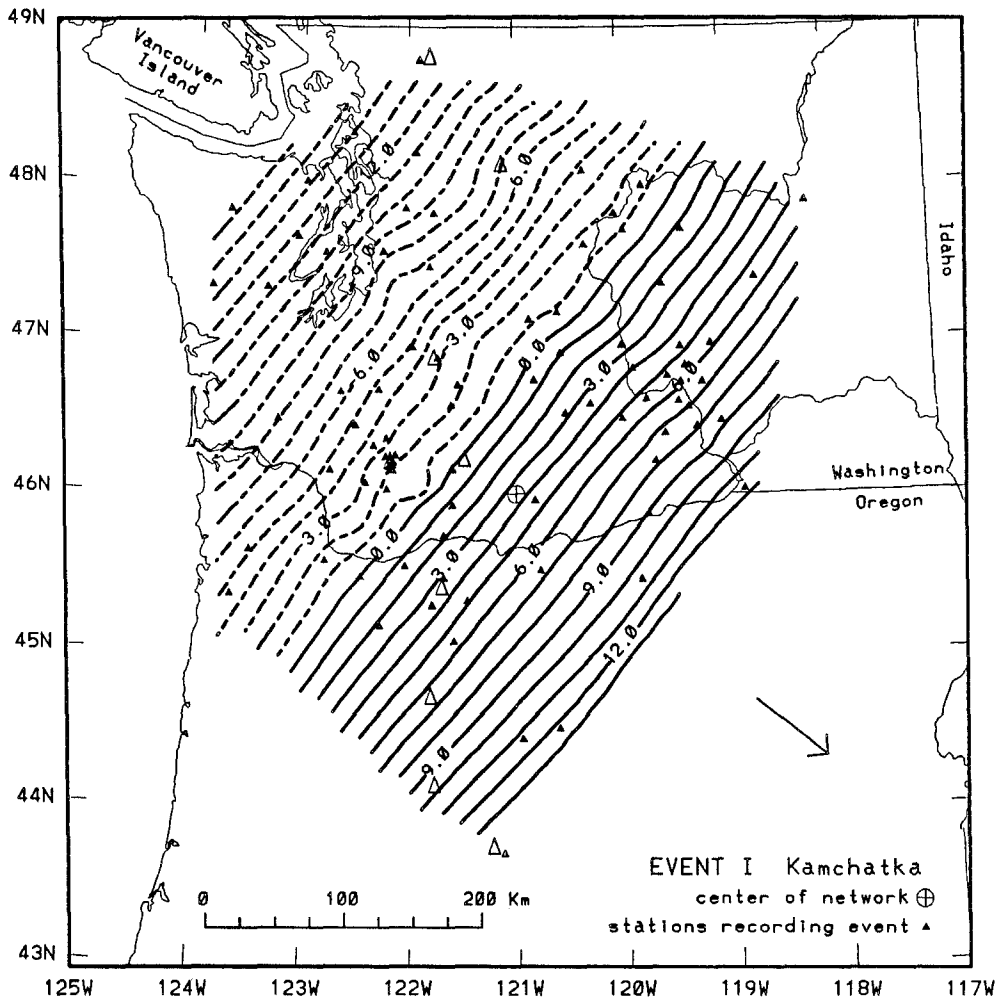 49N
48N
47N
46N
45N
44N
43N
125W
124W
123W
122W
121W
120W
119W
118W
117W
Vancouver
Island
Idaho
Washington
Oregon
6.0
9.0
6.0
3.0
0.0
3.0
6.0
3.0
0.0
3.0
6.0
9.0
12.0
9.0
EVENT I Kamchatka
center of network
stations recording event
0 100 200 Km